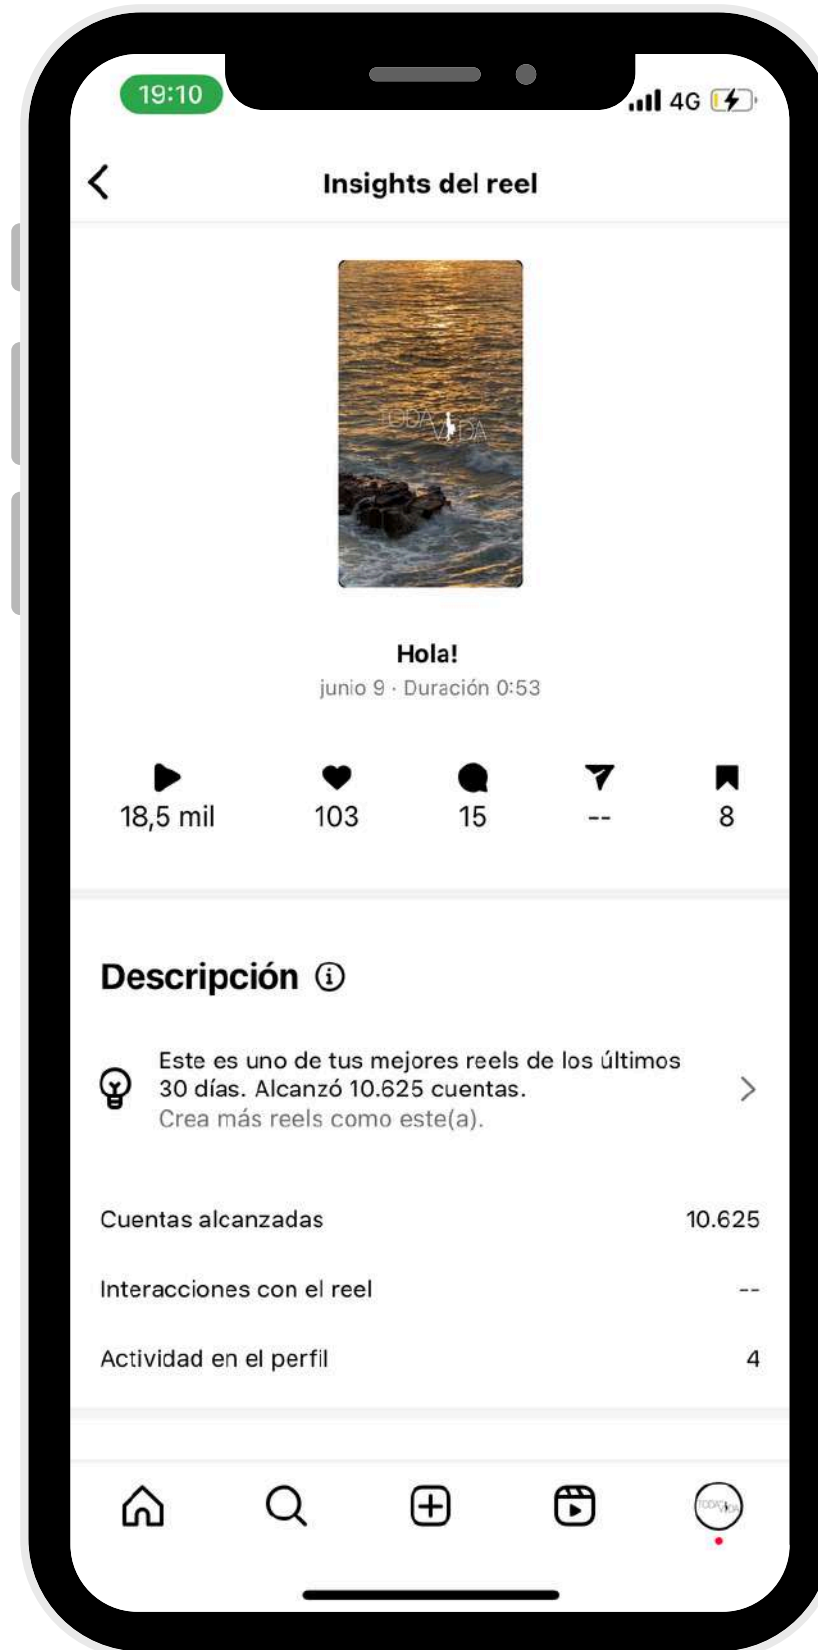 19:10
4G
Insights del reel
TODA
VIDA
Hola!
junio 9 · Duración 0:53
18,5 mil 103 15 -- 8
Descripción
Este es uno de tus mejores reels de los últimos
30 días. Alcanzó 10.625 cuentas.
Crea más reels como este(a).
Cuentas alcanzadas 10.625
Interacciones con el reel --
Actividad en el perfil 4
TODA
VIDA